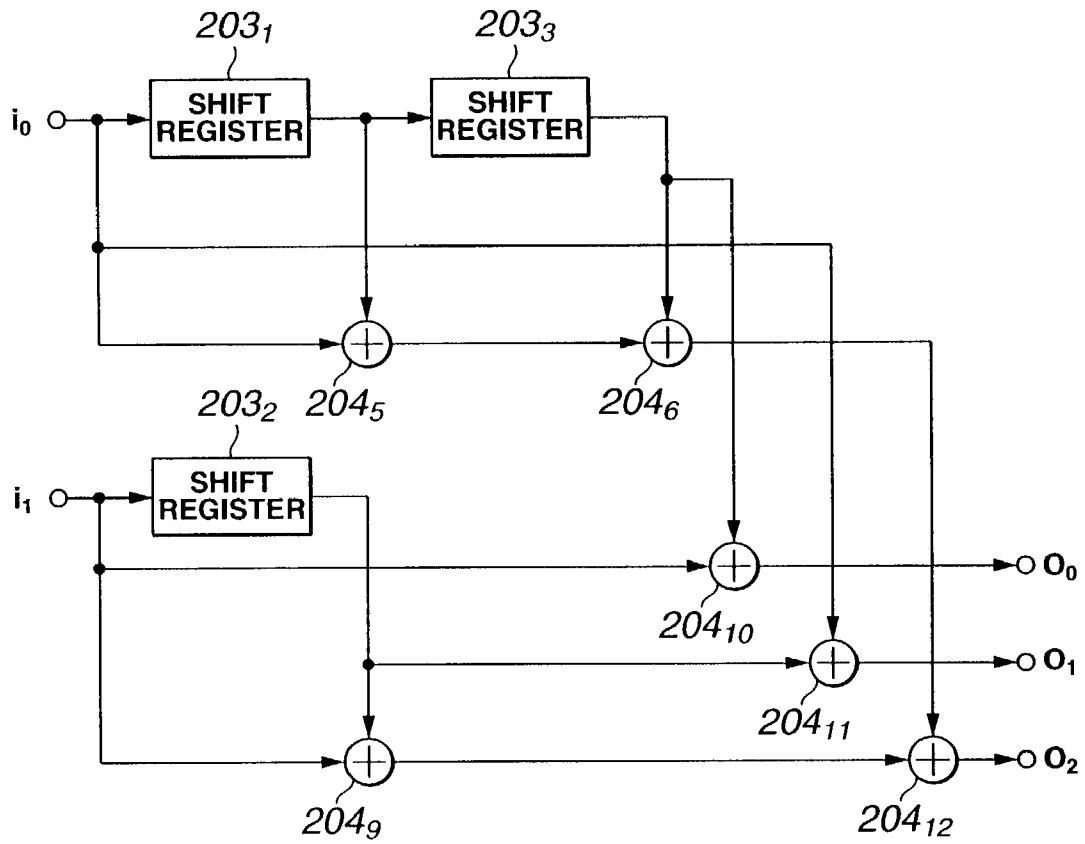 203₁
203₃
i₀
SHIFT
REGISTER
SHIFT
REGISTER
204₅
204₆
203₂
i₁
SHIFT
REGISTER
O₀
204₁₀
O₁
204₁₁
O₂
204₉
204₁₂